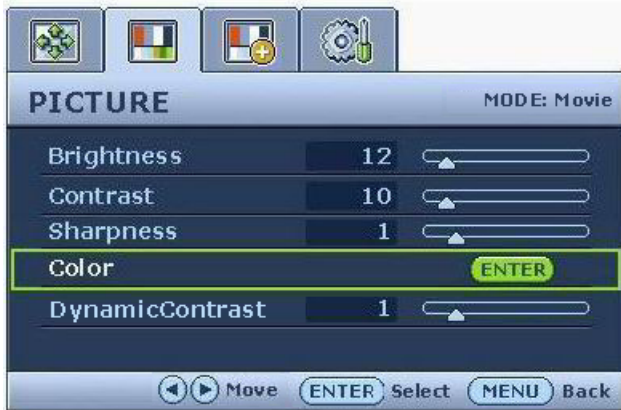 PICTURE MODE: Movie
Brightness 12
Contrast 10
Sharpness 1
Color ENTER
DynamicContrast 1
Move ENTER Select MENU Back